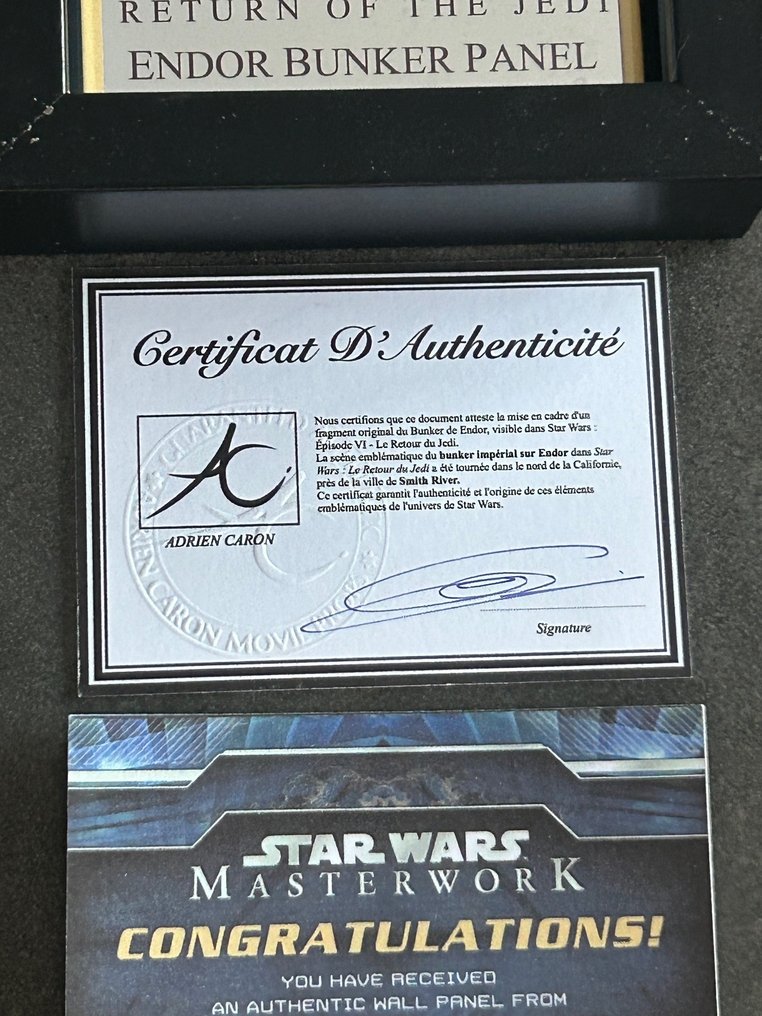 RETURN OF THE JEDI
ENDOR BUNKER PANEL
Certificat D'Authenticité
AC
ADRIEN CARON
Nous certifions que ce document atteste la mise en cadre d'un
fragment original du Bunker de Endor, visible dans Star Wars :
Épisode VI - Le Retour du Jedi.
La scène emblématique du bunker impérial sur Endor dans Star
Wars : Le Retour du Jedi a été tournée dans le nord de la Californie,
près de la ville de Smith River.
Ce certificat garantit l'authenticité et l'origine de ces éléments
emblématiques de l'univers de Star Wars.
CARON MOVIE
Signature
STAR WARS
MASTERWORK
CONGRATULATIONS!
YOU HAVE RECEIVED
AN AUTHENTIC WALL PANEL FROM